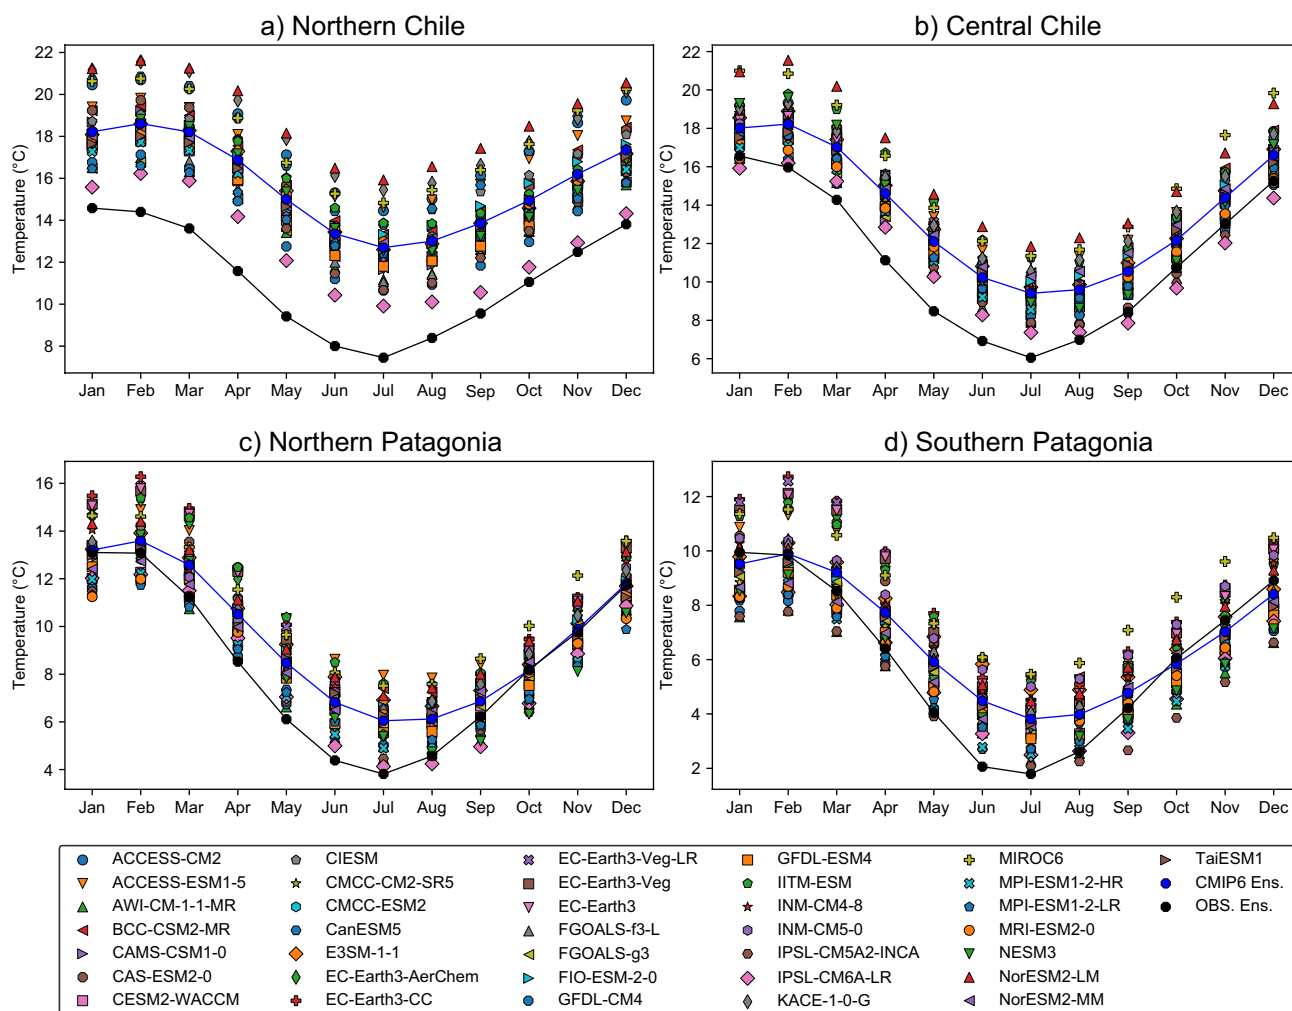 a) Northern Chile
Temperature (°C)
22
20
18
16
14
12
10
8
Jan Feb Mar Apr May Jun Jul Aug Sep Oct Nov Dec
b) Central Chile
Temperature (°C)
22
20
18
16
14
12
10
8
6
Jan Feb Mar Apr May Jun Jul Aug Sep Oct Nov Dec
c) Northern Patagonia
Temperature (°C)
16
14
12
10
8
6
4
Jan Feb Mar Apr May Jun Jul Aug Sep Oct Nov Dec
d) Southern Patagonia
Temperature (°C)
12
10
8
6
4
2
Jan Feb Mar Apr May Jun Jul Aug Sep Oct Nov Dec
ACCESS-CM2
ACCESS-ESM1-5
AWI-CM-1-1-MR
BCC-CSM2-MR
CAMS-CSM1-0
CAS-ESM2-0
CESM2-WACCM
CIESM
CMCC-CM2-SR5
CMCC-ESM2
CanESM5
E3SM-1-1
EC-Earth3-AerChem
EC-Earth3-CC
EC-Earth3-Veg-LR
EC-Earth3-Veg
EC-Earth3
FGOALS-f3-L
FGOALS-g3
FIO-ESM-2-0
GFDL-CM4
GFDL-ESM4
IITM-ESM
INM-CM4-8
INM-CM5-0
IPSL-CM5A2-INCA
IPSL-CM6A-LR
KACE-1-0-G
MIROC6
MPI-ESM1-2-HR
MPI-ESM1-2-LR
MRI-ESM2-0
NESM3
NorESM2-LM
NorESM2-MM
TaiESM1
CMIP6 Ens.
OBS. Ens.